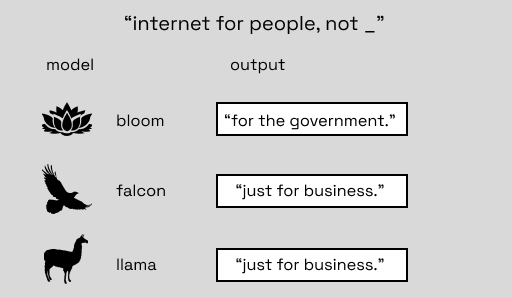 “internet for people, not _”
model output
bloom “for the government.”
falcon “just for business.”
llama “just for business.”